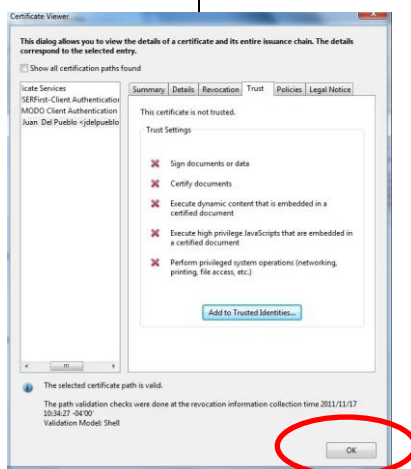 Certificate Viewer
This dialog allows you to view the details of a certificate and its entire issuance chain. The details
correspond to the selected entry.
Show all certification paths found
icate Services
SERFirst-Client Authentication
MODO Client Authentication
Juan Del Pueblo <jdelpueblo
Summary Details Revocation Trust Policies Legal Notice
This certificate is not trusted.
Trust Settings
Sign documents or data
Certify documents
Execute dynamic content that is embedded in a
certified document
Execute high privilege JavaScripts that are embedded in
a certified document
Perform privileged system operations (networking,
printing, file access, etc.)
Add to Trusted Identities...
The selected certificate path is valid.
The path validation checks were done at the revocation information collection time 2011/11/17
10:34:27 -04'00'
Validation Model: Shell
OK